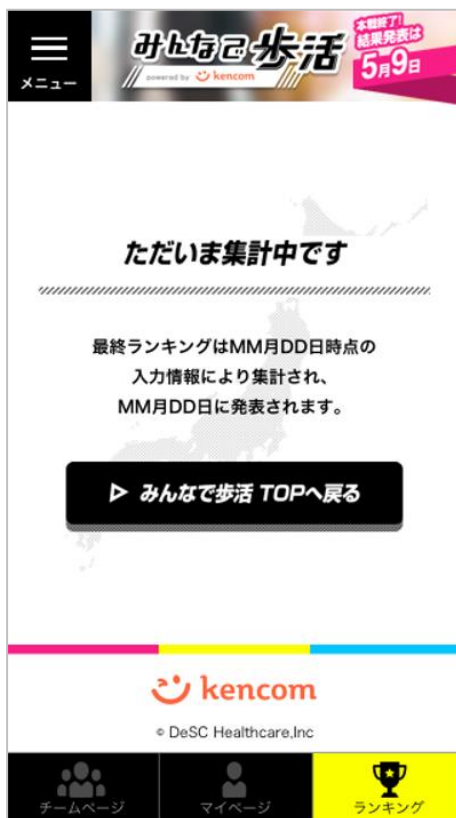 メニュー
みんなで歩活
powered by kencom
本戦終了!
結果発表は
5月9日
ただいま集計中です
最終ランキングはMM月DD日時点の
入力情報により集計され、
MM月DD日に発表されます。
▷ みんなで歩活 TOPへ戻る
kencom
© DeSC Healthcare,Inc
チームページ
マイページ
ランキング